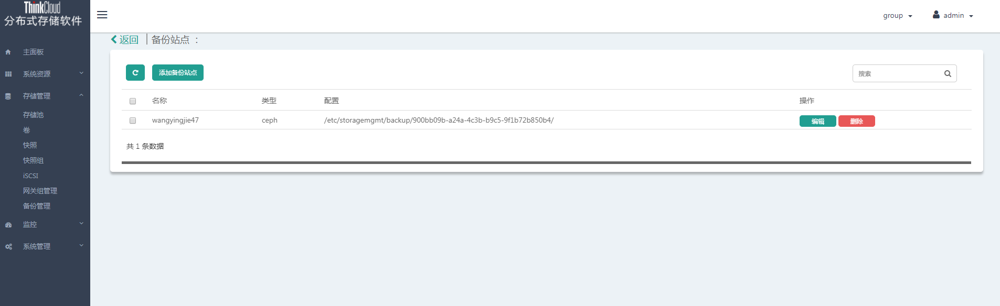 ThinkCloud
分布式存储软件
group
admin
主面板
系统资源
存储管理
存储池
卷
快照
快照组
iSCSI
网关组管理
备份管理
监控
系统管理
返回 备份站点 ：
添加备份站点
搜索
名称 类型 配置 操作
wangyingjie47 ceph /etc/storagemgmt/backup/900bb09b-a24a-4c3b-b9c5-9f1b72b850b4/ 编辑 删除
共 1 条数据